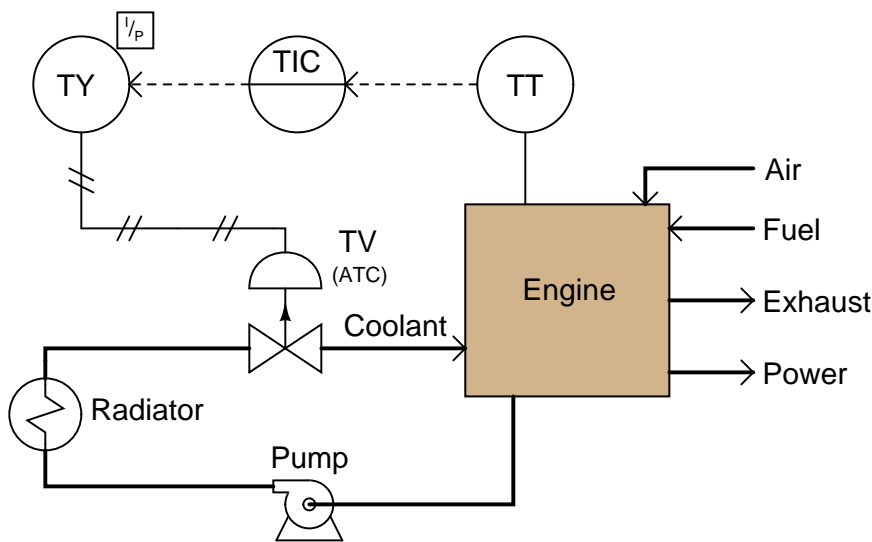 I/P
TY
TIC
TT
Air
Fuel
TV
(ATC)
Engine
Exhaust
Coolant
Power
Radiator
Pump